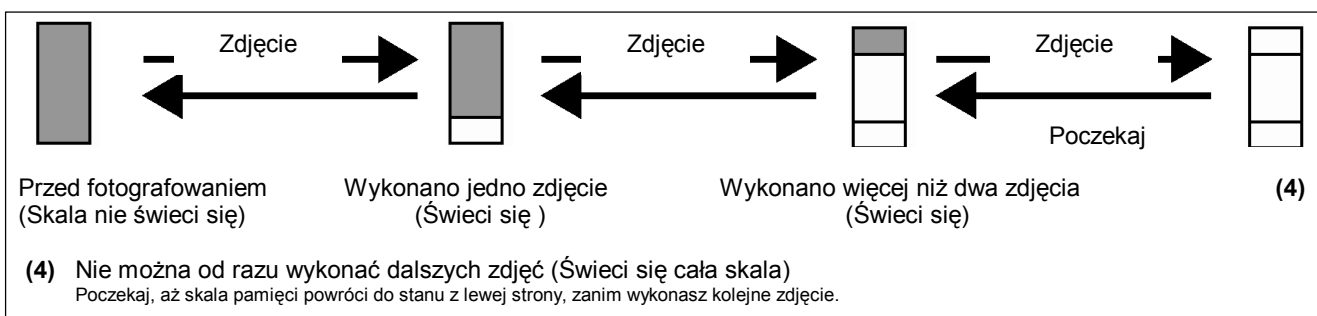 Zdjęcie Zdjęcie Zdjęcie
Poczekaj
Przed fotografowaniem Wykonano jedno zdjęcie Wykonano więcej niż dwa zdjęcia (4)
(Skala nie świeci się) (Świeci się ) (Świeci się)
(4) Nie można od razu wykonać dalszych zdjęć (Świeci się cała skala)
Poczekaj, aż skala pamięci powróci do stanu z lewej strony, zanim wykonasz kolejne zdjęcie.